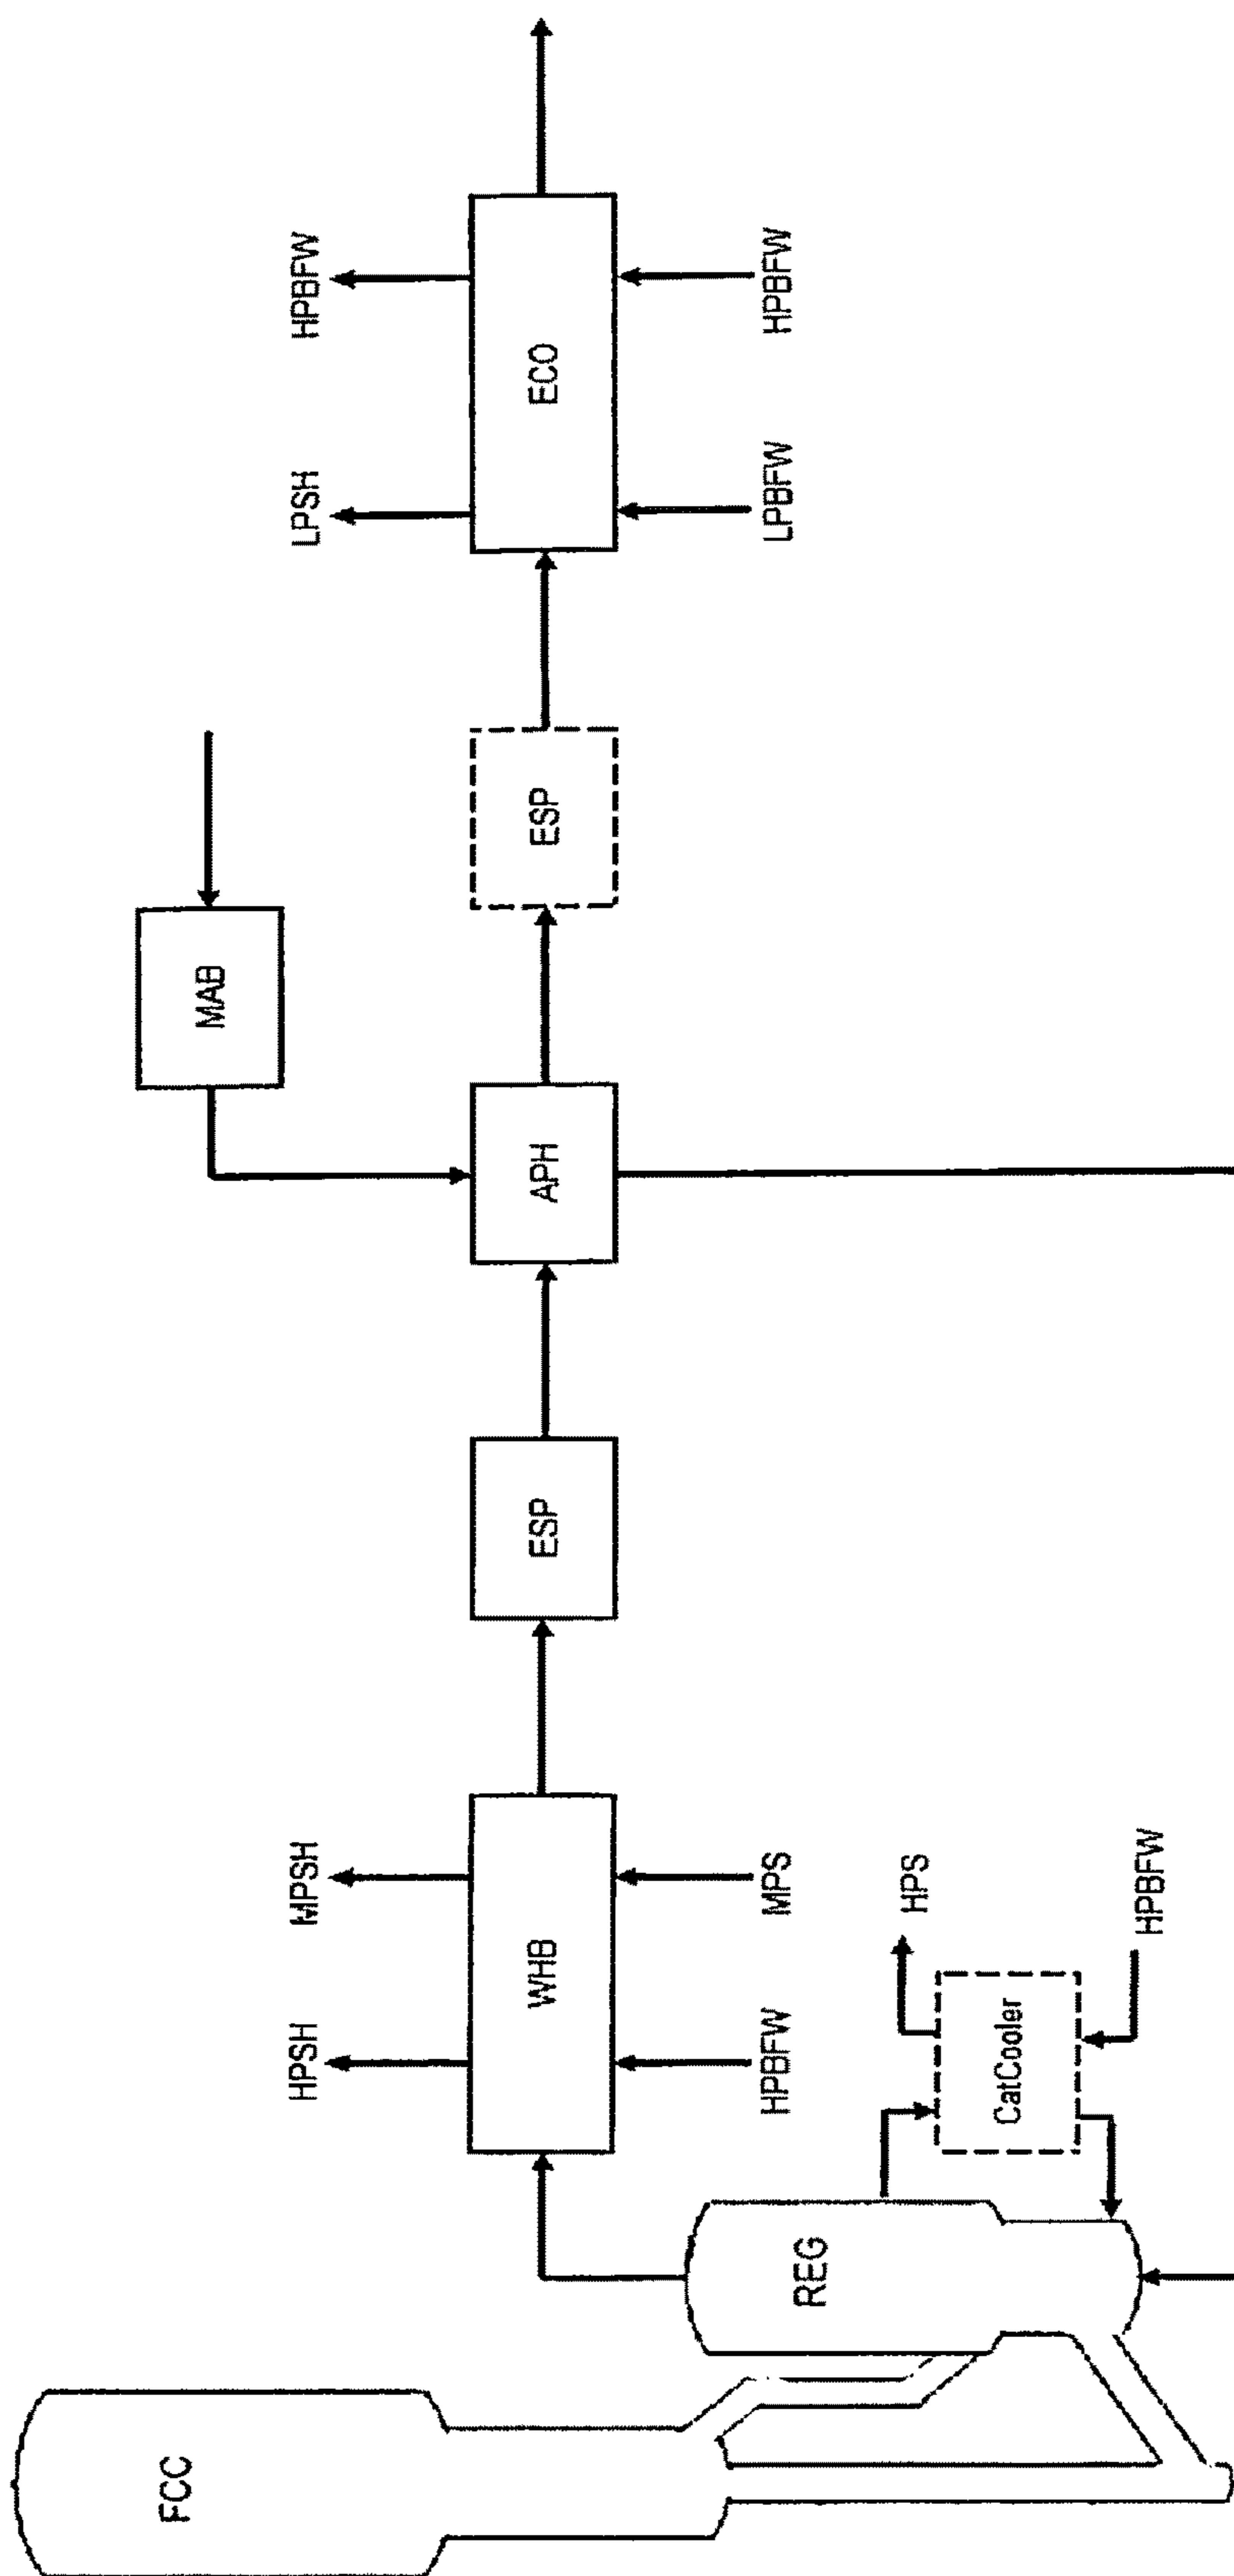 FCC
REG
CatCooler
HPBFW
HPS
WHB
HPSH
MPSH
HPBFW
MPS
ESP
APH
MAB
ESP
ECO
LPSH
HPBFW
LPBFW
HPBFW